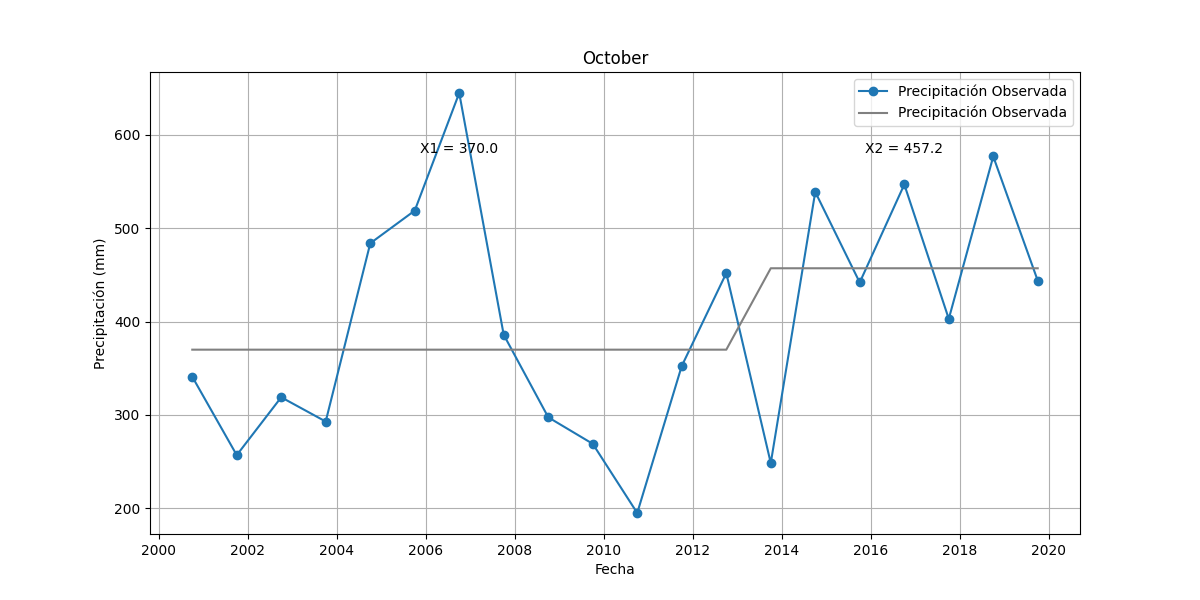 October
Precipitación Observada
Precipitación Observada
X1 = 370.0
X2 = 457.2
600
500
400
300
200
Precipitación (mm)
2000 2002 2004 2006 2008 2010 2012 2014 2016 2018 2020
Fecha